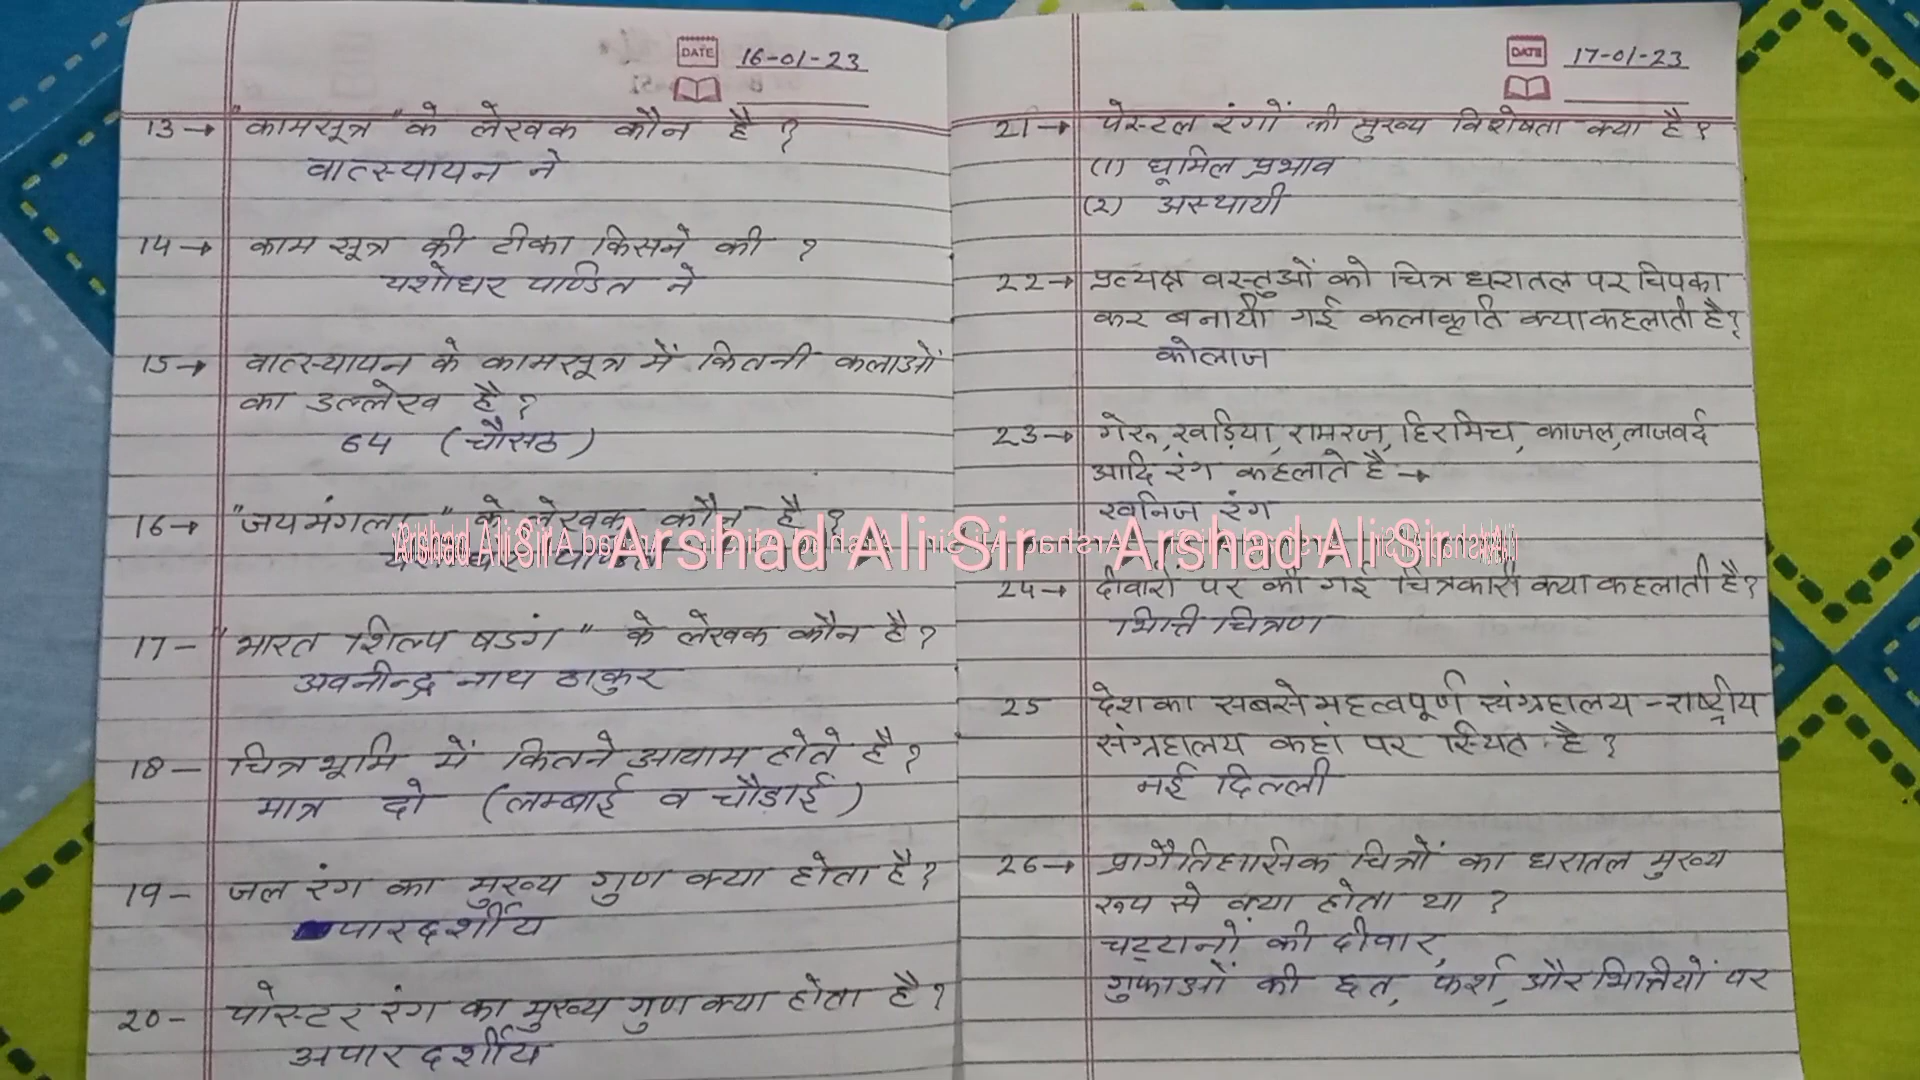 DATE 16-01-23
13→ "कामसूत्र" के लेखक कौन है ?
वात्स्यायन ने
14→ काम सूत्र की टीका किसने की ?
यशोधर पाण्डित ने
15→ वात्स्यायन के कामसूत्र में कितनी कलाओं
का उल्लेख है ?
64 (चौसठ)
16→ "जयमंगला" के लेखक कौन है ?
Arshad Ali Sir Arshad Ali Sir Arshad Ali Sir
17- "भारत शिल्प षडंग" के लेखक कौन है ?
अवनीन्द्र नाथ ठाकुर
18- चित्रभूमि में कितने आयाम होते है ?
मात्र दो (लम्बाई व चौडाई)
19- जल रंग का मुख्य गुण क्या होता है ?
पारदर्शीय
20- पोस्टर रंग का मुख्य गुण क्या होता है ?
अपारदर्शीय
DATE 17-01-23
21→ पेस्टल रंगों की मुख्य विशेषता क्या है ?
(1) धूमिल प्रभाव
(2) अस्थायी
22→ प्रत्यक्ष वस्तुओं को चित्र धरातल पर चिपका
कर बनायी गई कलाकृति क्या कहलाती है ?
कोलाज
23→ गेरू, खड़िया, रामरज, हिरमिच, काजल, लाजवर्द
आदि रंग कहलाते है →
खनिज रंग
24→ दीवारों पर की गई चित्रकारी क्या कहलाती है ?
भित्ति चित्रण
25 देश का सबसे महत्वपूर्ण संग्रहालय - राष्ट्रीय
संग्रहालय कहां पर स्थित है ?
नई दिल्ली
26→ प्रागैतिहासिक चित्रों का धरातल मुख्य
रूप से क्या होता था ?
चट्टानों की दीवार,
गुफाओं की छत, फर्श, और भित्तियों पर